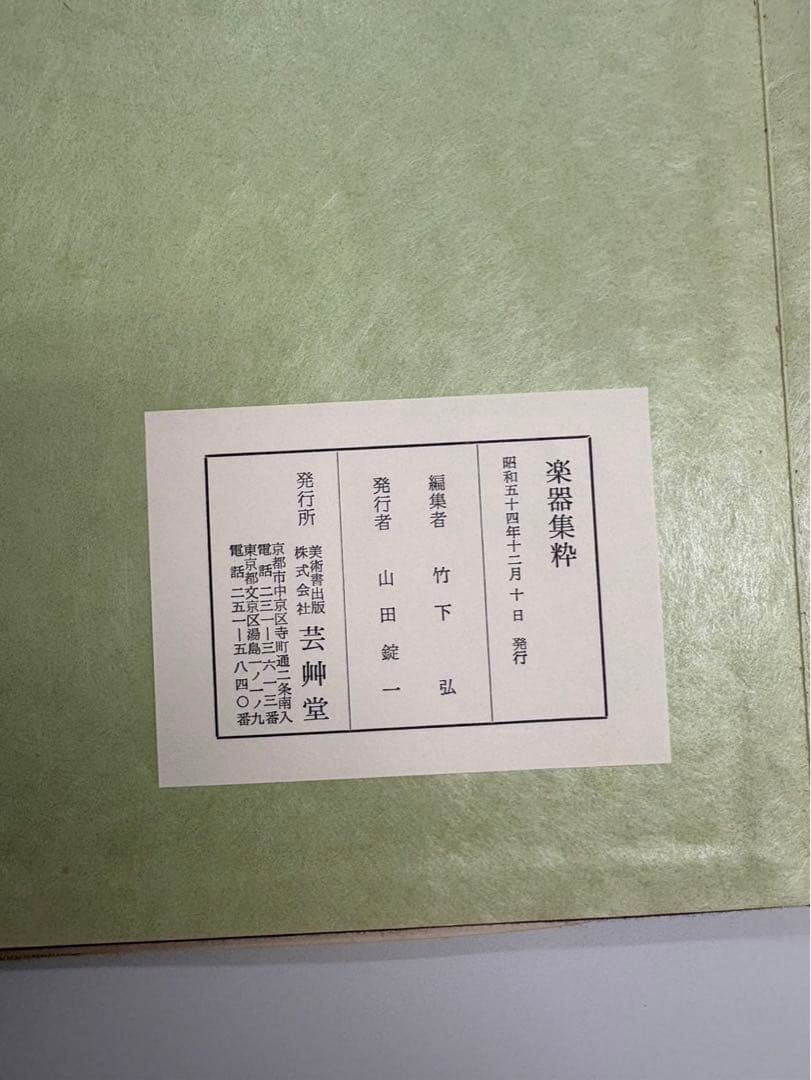 楽器集粋
昭和五十四年十二月十日 発行
編集者 竹下 弘
発行者 山田 錠一
発行所 美術書出版 株式会社 芸艸堂
京都市中京区寺町通二条南入
電話 二三一―三六一三番
東京都文京区湯島一ノ一ノ九
電話 二五一―五八四〇番